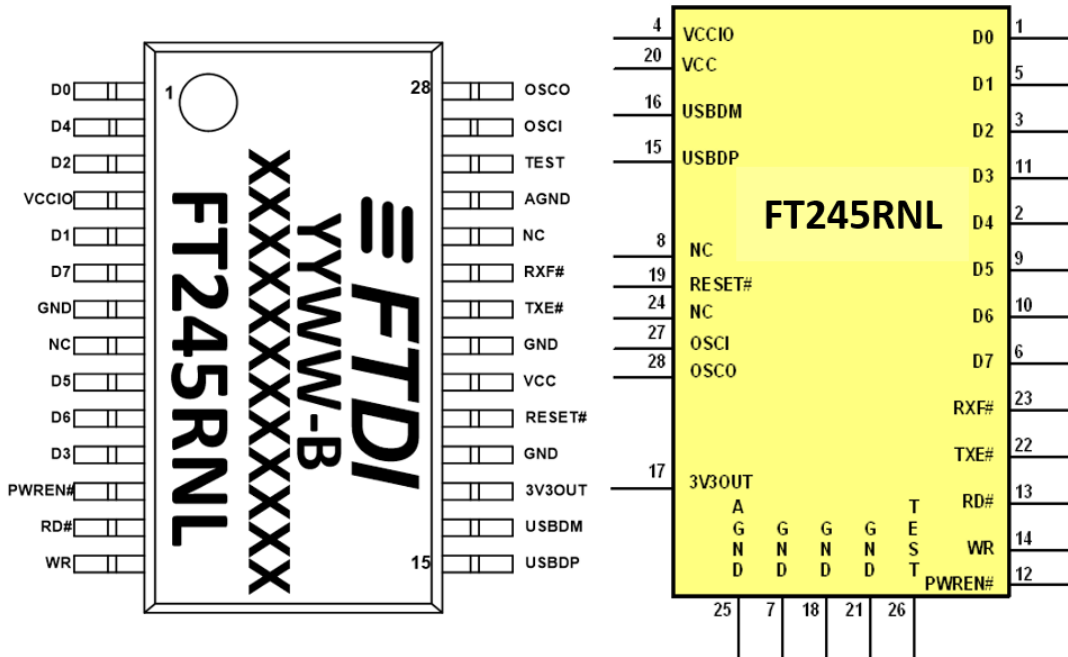 1
28
15
D0
D4
D2
VCCIO
D1
D7
GND
NC
D5
D6
D3
PWREN#
RD#
WR
OSCO
OSCI
TEST
AGND
NC
RXF#
TXE#
GND
VCC
RESET#
GND
3V3OUT
USBDM
USBDP
FTDI
YYWW-B
XXXXXXXXXXXX
FT245RNL
4 VCCIO
20 VCC
16 USBDM
15 USBDP
8 NC
19 RESET#
24 NC
27 OSCI
28 OSCO
17 3V3OUT
FT245RNL
D0 1
D1 5
D2 3
D3 11
D4 2
D5 9
D6 10
D7 6
RXF# 23
TXE# 22
RD# 13
WR 14
PWREN# 12
AGND 25
GND 7
GND 18
GND 21
TEST 26